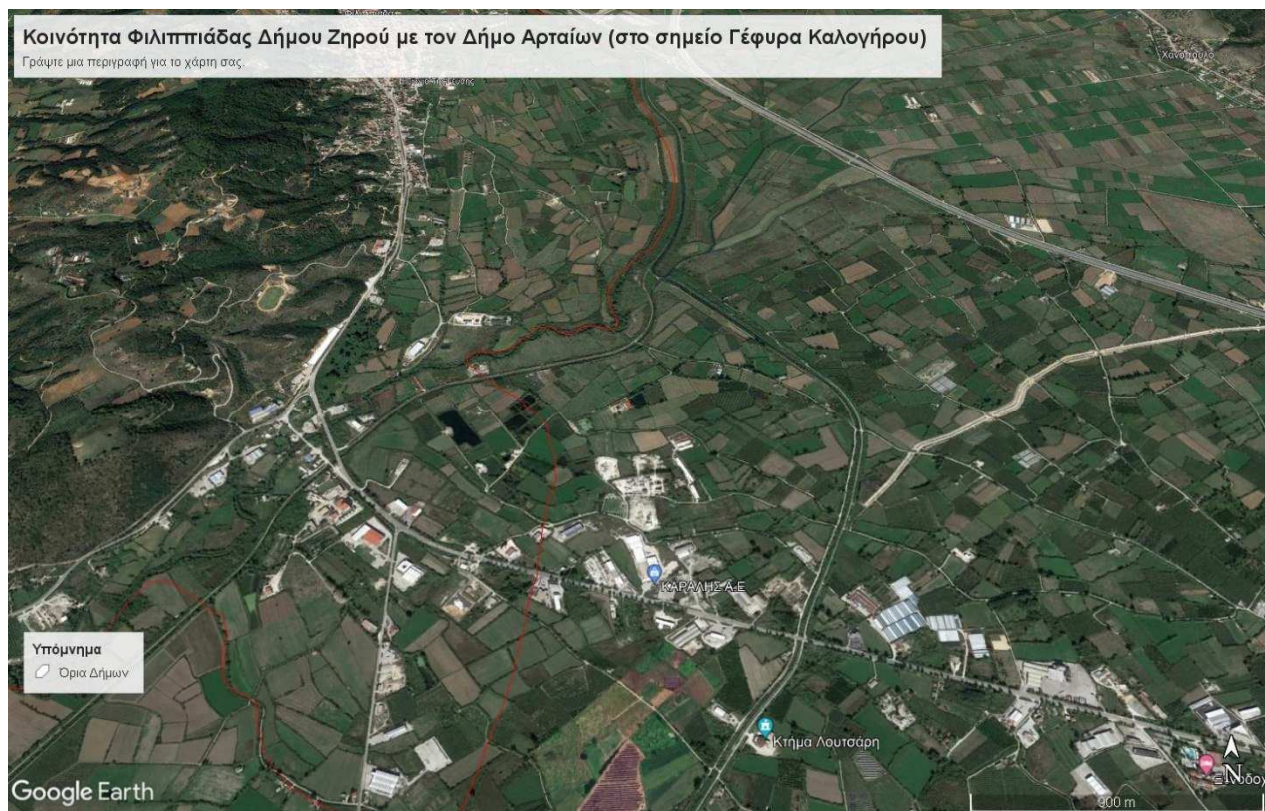 Κοινότητα Φιλιππιάδας Δήμου Ζηρού με τον Δήμο Αρταίων (στο σημείο Γέφυρα Καλογήρου)
Γράψτε μια περιγραφή για το χάρτη σας.
Χανόπουλο
ΚΑΡΑΛΗΣ Α.Ε
Υπόμνημα
Όρια Δήμων
Κτήμα Λουτσάρη
N
Google Earth
900 m